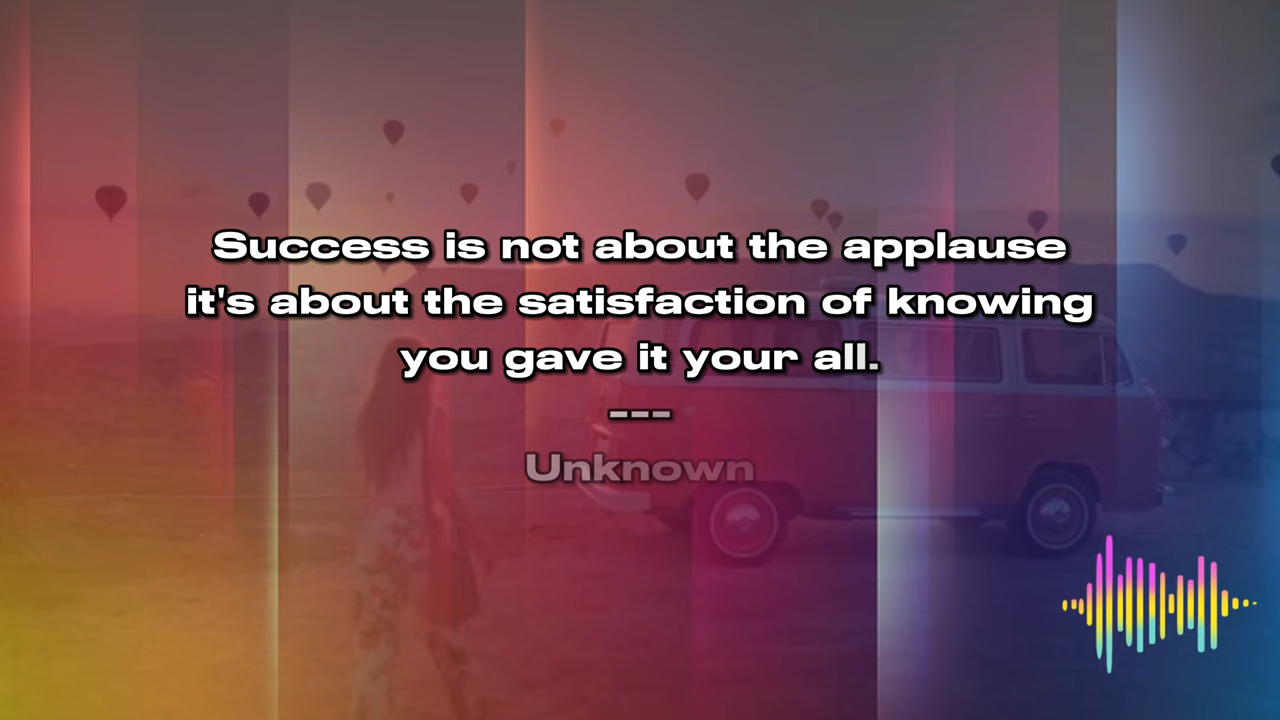 Success is not about the applause
it's about the satisfaction of knowing
you gave it your all.
---
Unknown